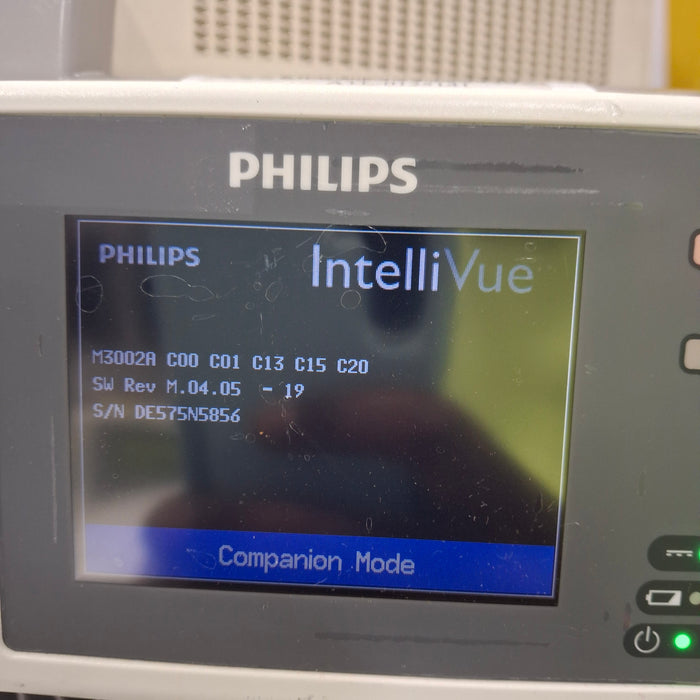 PHILIPS
PHILIPS
IntelliVue
M3002A C00 C01 C13 C15 C20
SW Rev M.04.05 - 19
S/N DE575N5856
Companion Mode